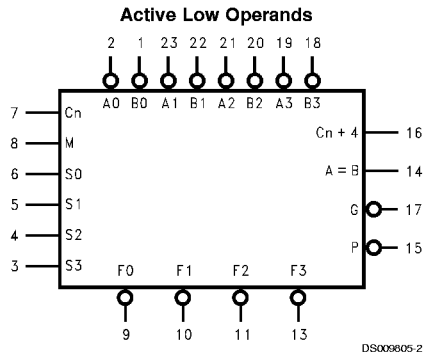 Active Low Operands
2 1 23 22 21 20 19 18
A0 B0 A1 B1 A2 B2 A3 B3
7 Cn
Cn + 4 16
8 M
6 S0
A = B 14
5 S1
G 17
4 S2
P 15
3 S3
F0 F1 F2 F3
9 10 11 13
DS009805-2